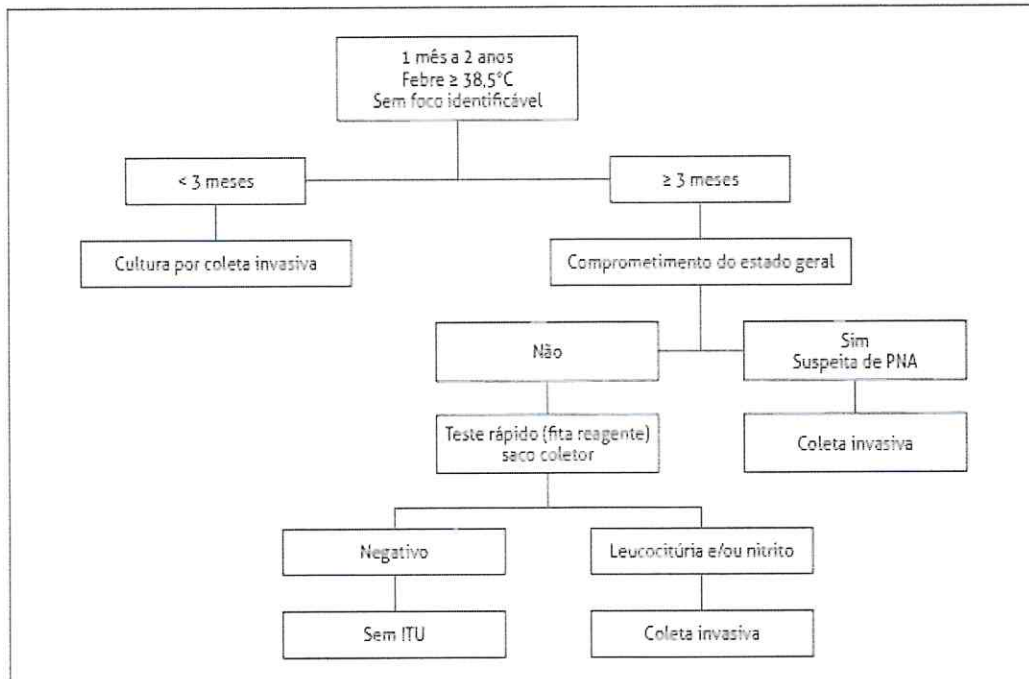 1 mês a 2 anos
Febre ≥ 38,5°C
Sem foco identificável
< 3 meses
≥ 3 meses
Cultura por coleta invasiva
Comprometimento do estado geral
Não
Sim
Suspeita de PNA
Teste rápido (fita reagente)
saco coletor
Coleta invasiva
Negativo
Leucocitúria e/ou nitrito
Sem ITU
Coleta invasiva